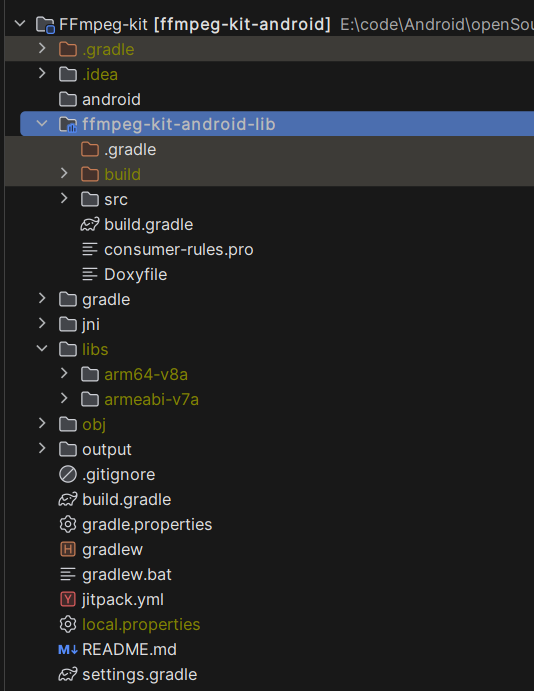 FFmpeg-kit [ffmpeg-kit-android] E:\code\Android\openSou
.gradle
.idea
android
ffmpeg-kit-android-lib
.gradle
build
src
build.gradle
consumer-rules.pro
Doxyfile
gradle
jni
libs
arm64-v8a
armeabi-v7a
obj
output
.gitignore
build.gradle
gradle.properties
H gradlew
gradlew.bat
Y jitpack.yml
local.properties
M↓ README.md
settings.gradle